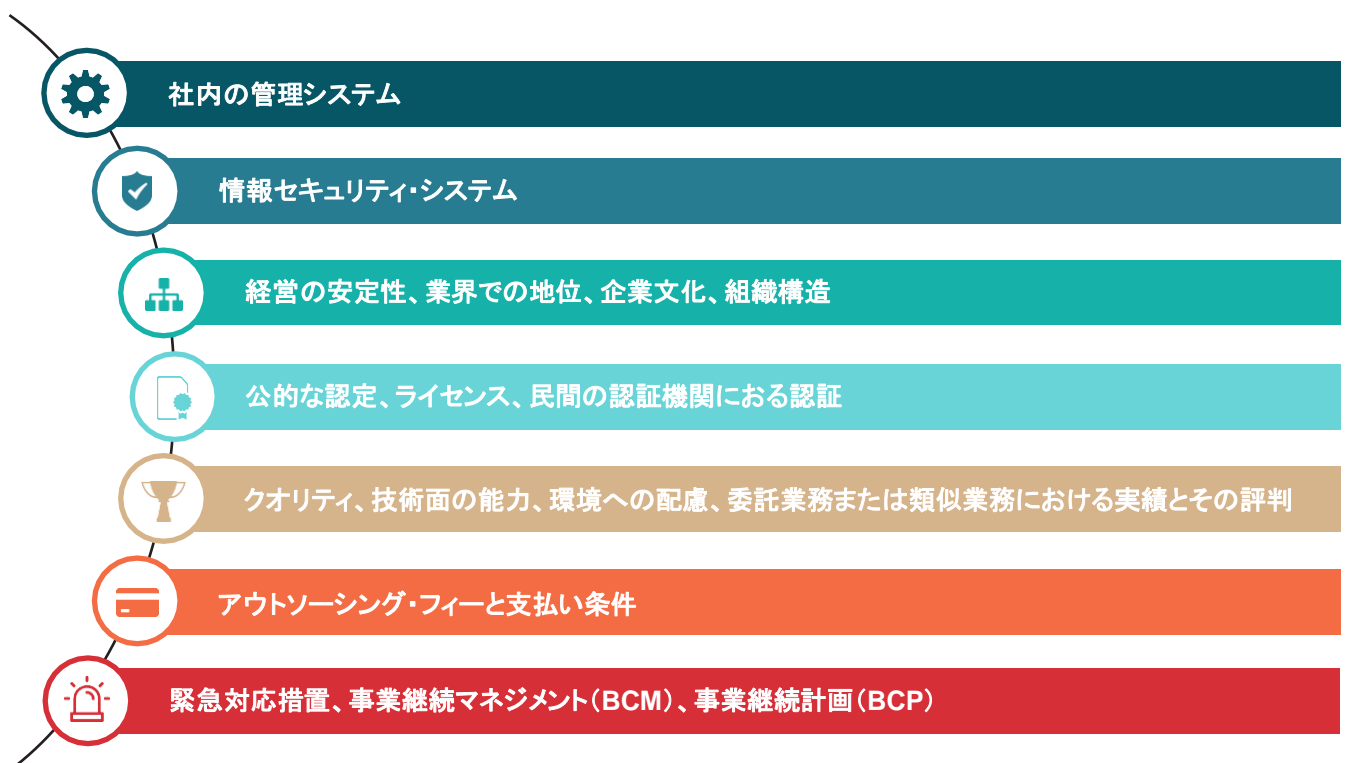 社内の管理システム
情報セキュリティ・システム
経営の安定性、業界での地位、企業文化、組織構造
公的な認定、ライセンス、民間の認証機関におる認証
クオリティ、技術面の能力、環境への配慮、委託業務または類似業務における実績とその評判
アウトソーシング・フィーと支払い条件
緊急対応措置、事業継続マネジメント（BCM）、事業継続計画（BCP）